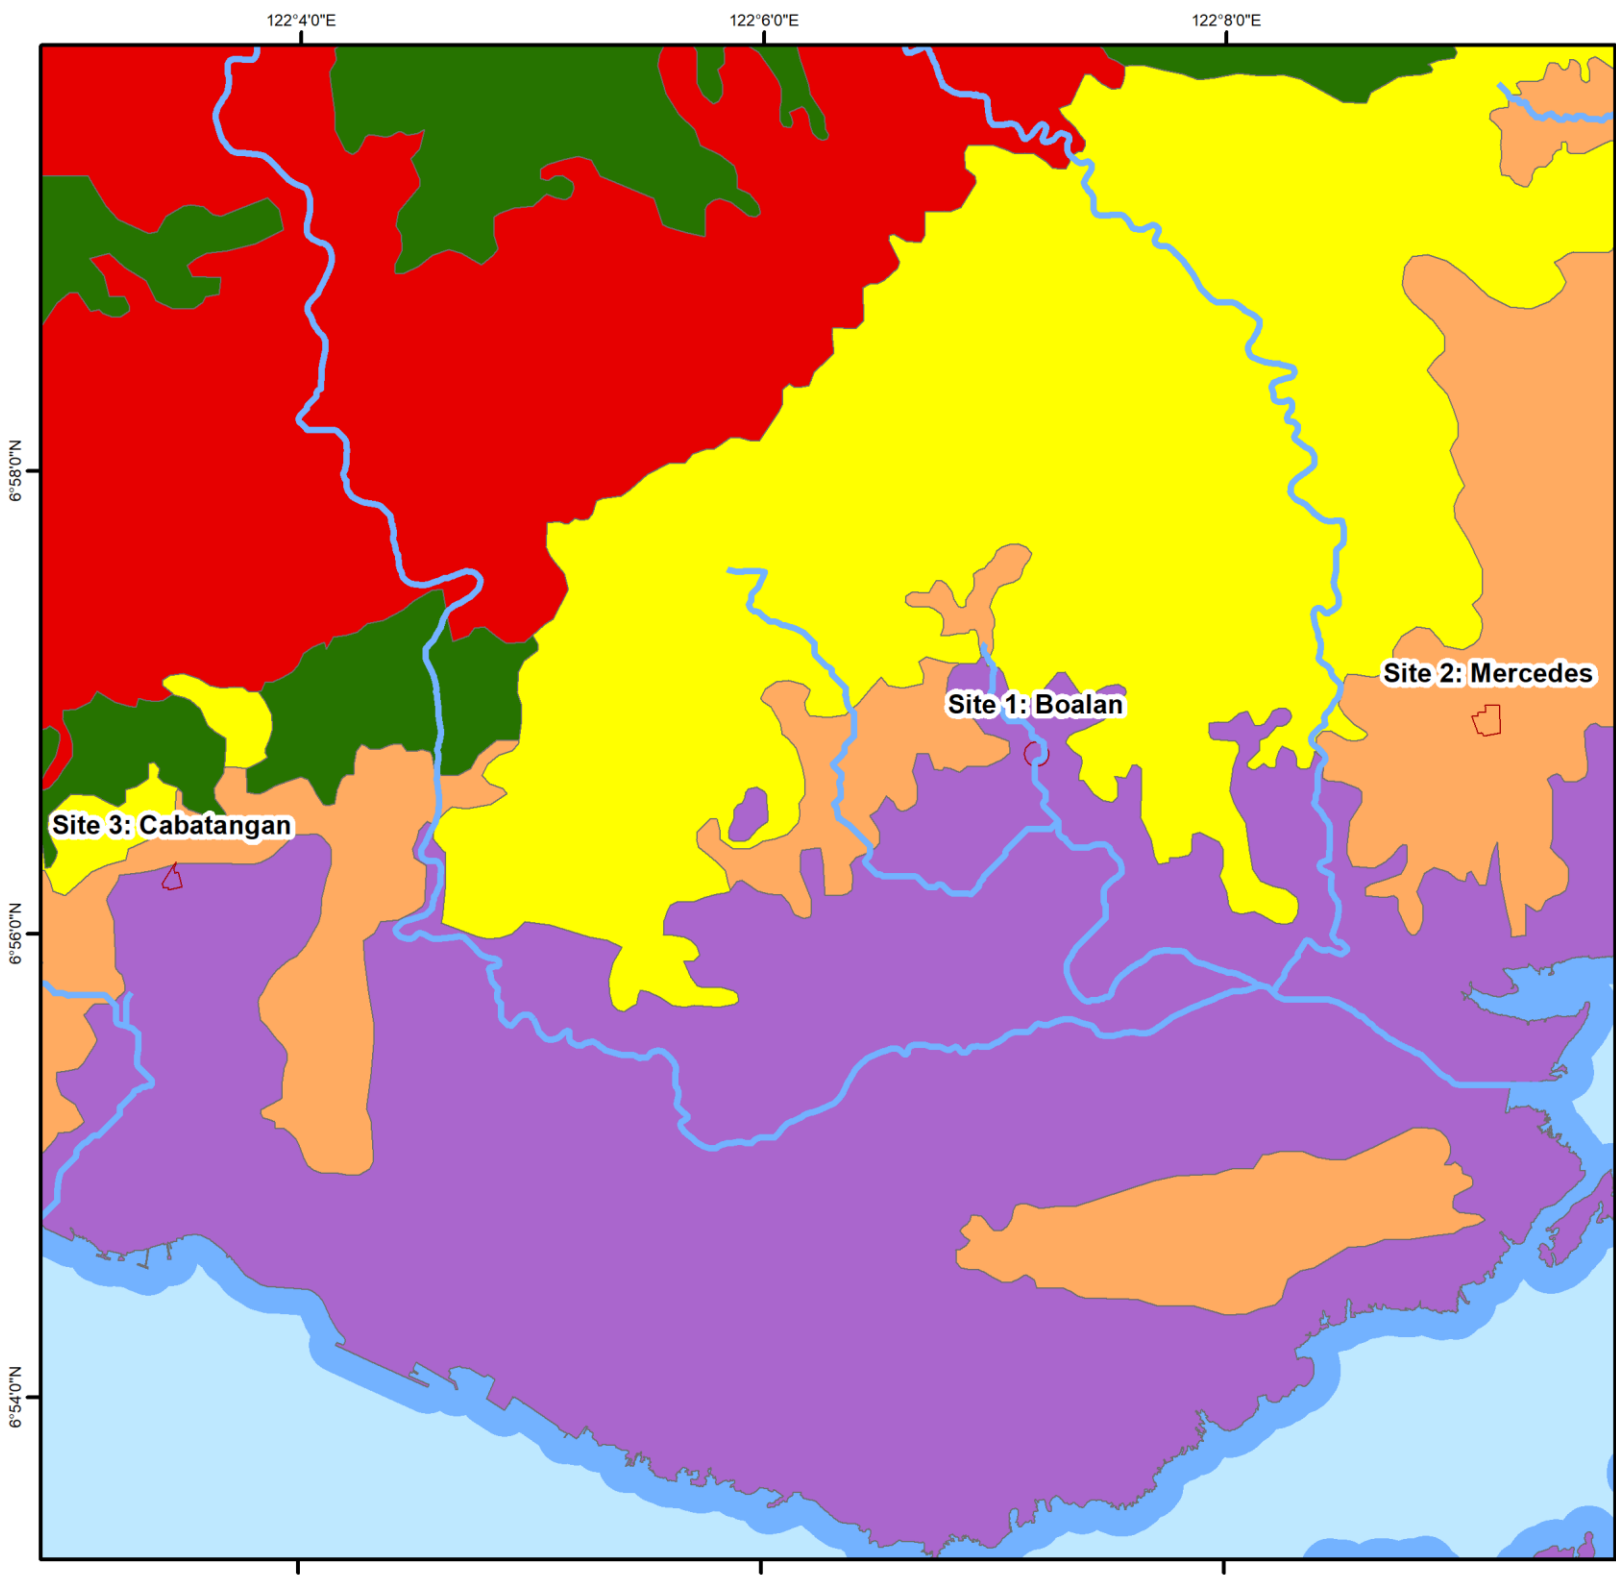 122°4'0"E
122°6'0"E
122°8'0"E
6°58'0"N
Site 2: Mercedes
Site 1: Boalan
Site 3: Cabatangan
6°56'0"N
6°54'0"N